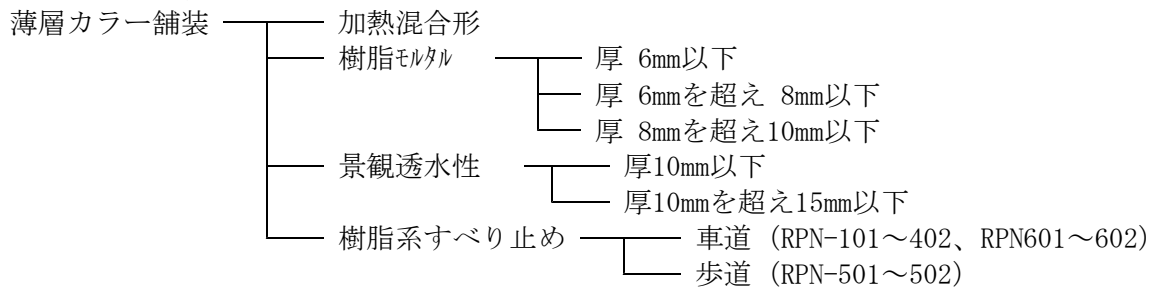 薄層カラー舗装 加熱混合形
樹脂ﾓﾙﾀﾙ 厚 6㎜以下
厚 6㎜を超え 8㎜以下
厚 8㎜を超え10㎜以下
景観透水性 厚10㎜以下
厚10㎜を超え15㎜以下
樹脂系すべり止め 車道 (RPN-101～402、RPN601～602)
歩道 (RPN-501～502)